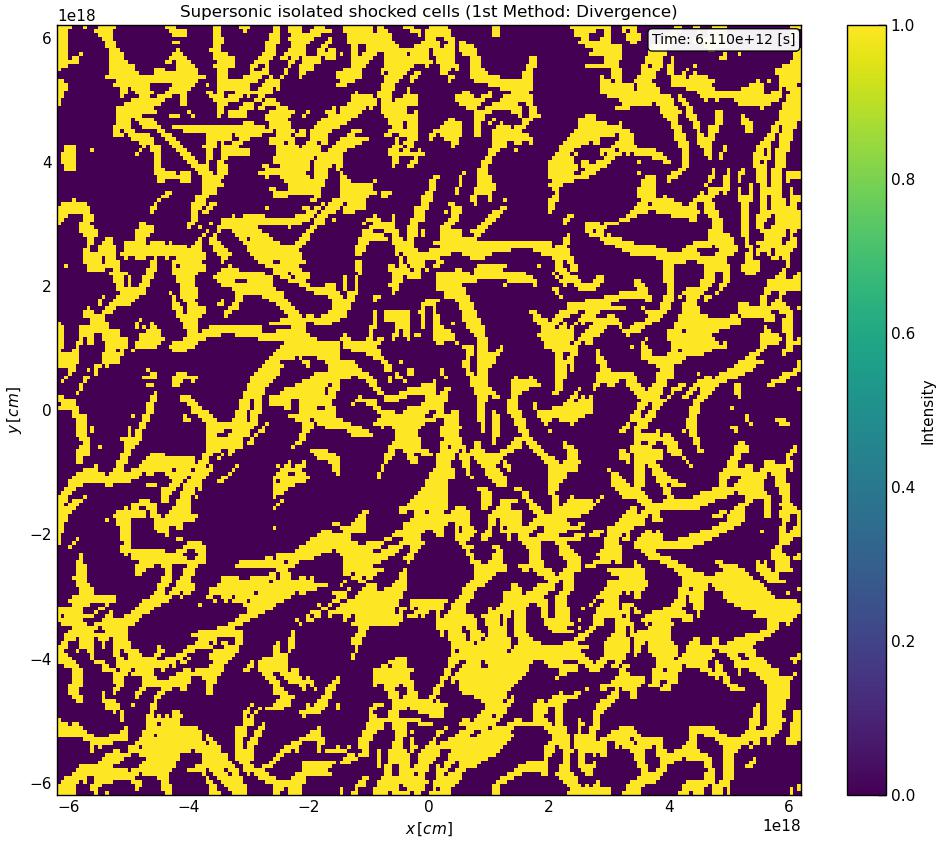 Supersonic isolated shocked cells (1st Method: Divergence)
1e18
Time: 6.110e+12 [s]
6
4
2
0
−2
−4
−6
y [cm]
−6 −4 −2 0 2 4 6
x [cm]
1e18
1.0
0.8
0.6
0.4
0.2
0.0
Intensity